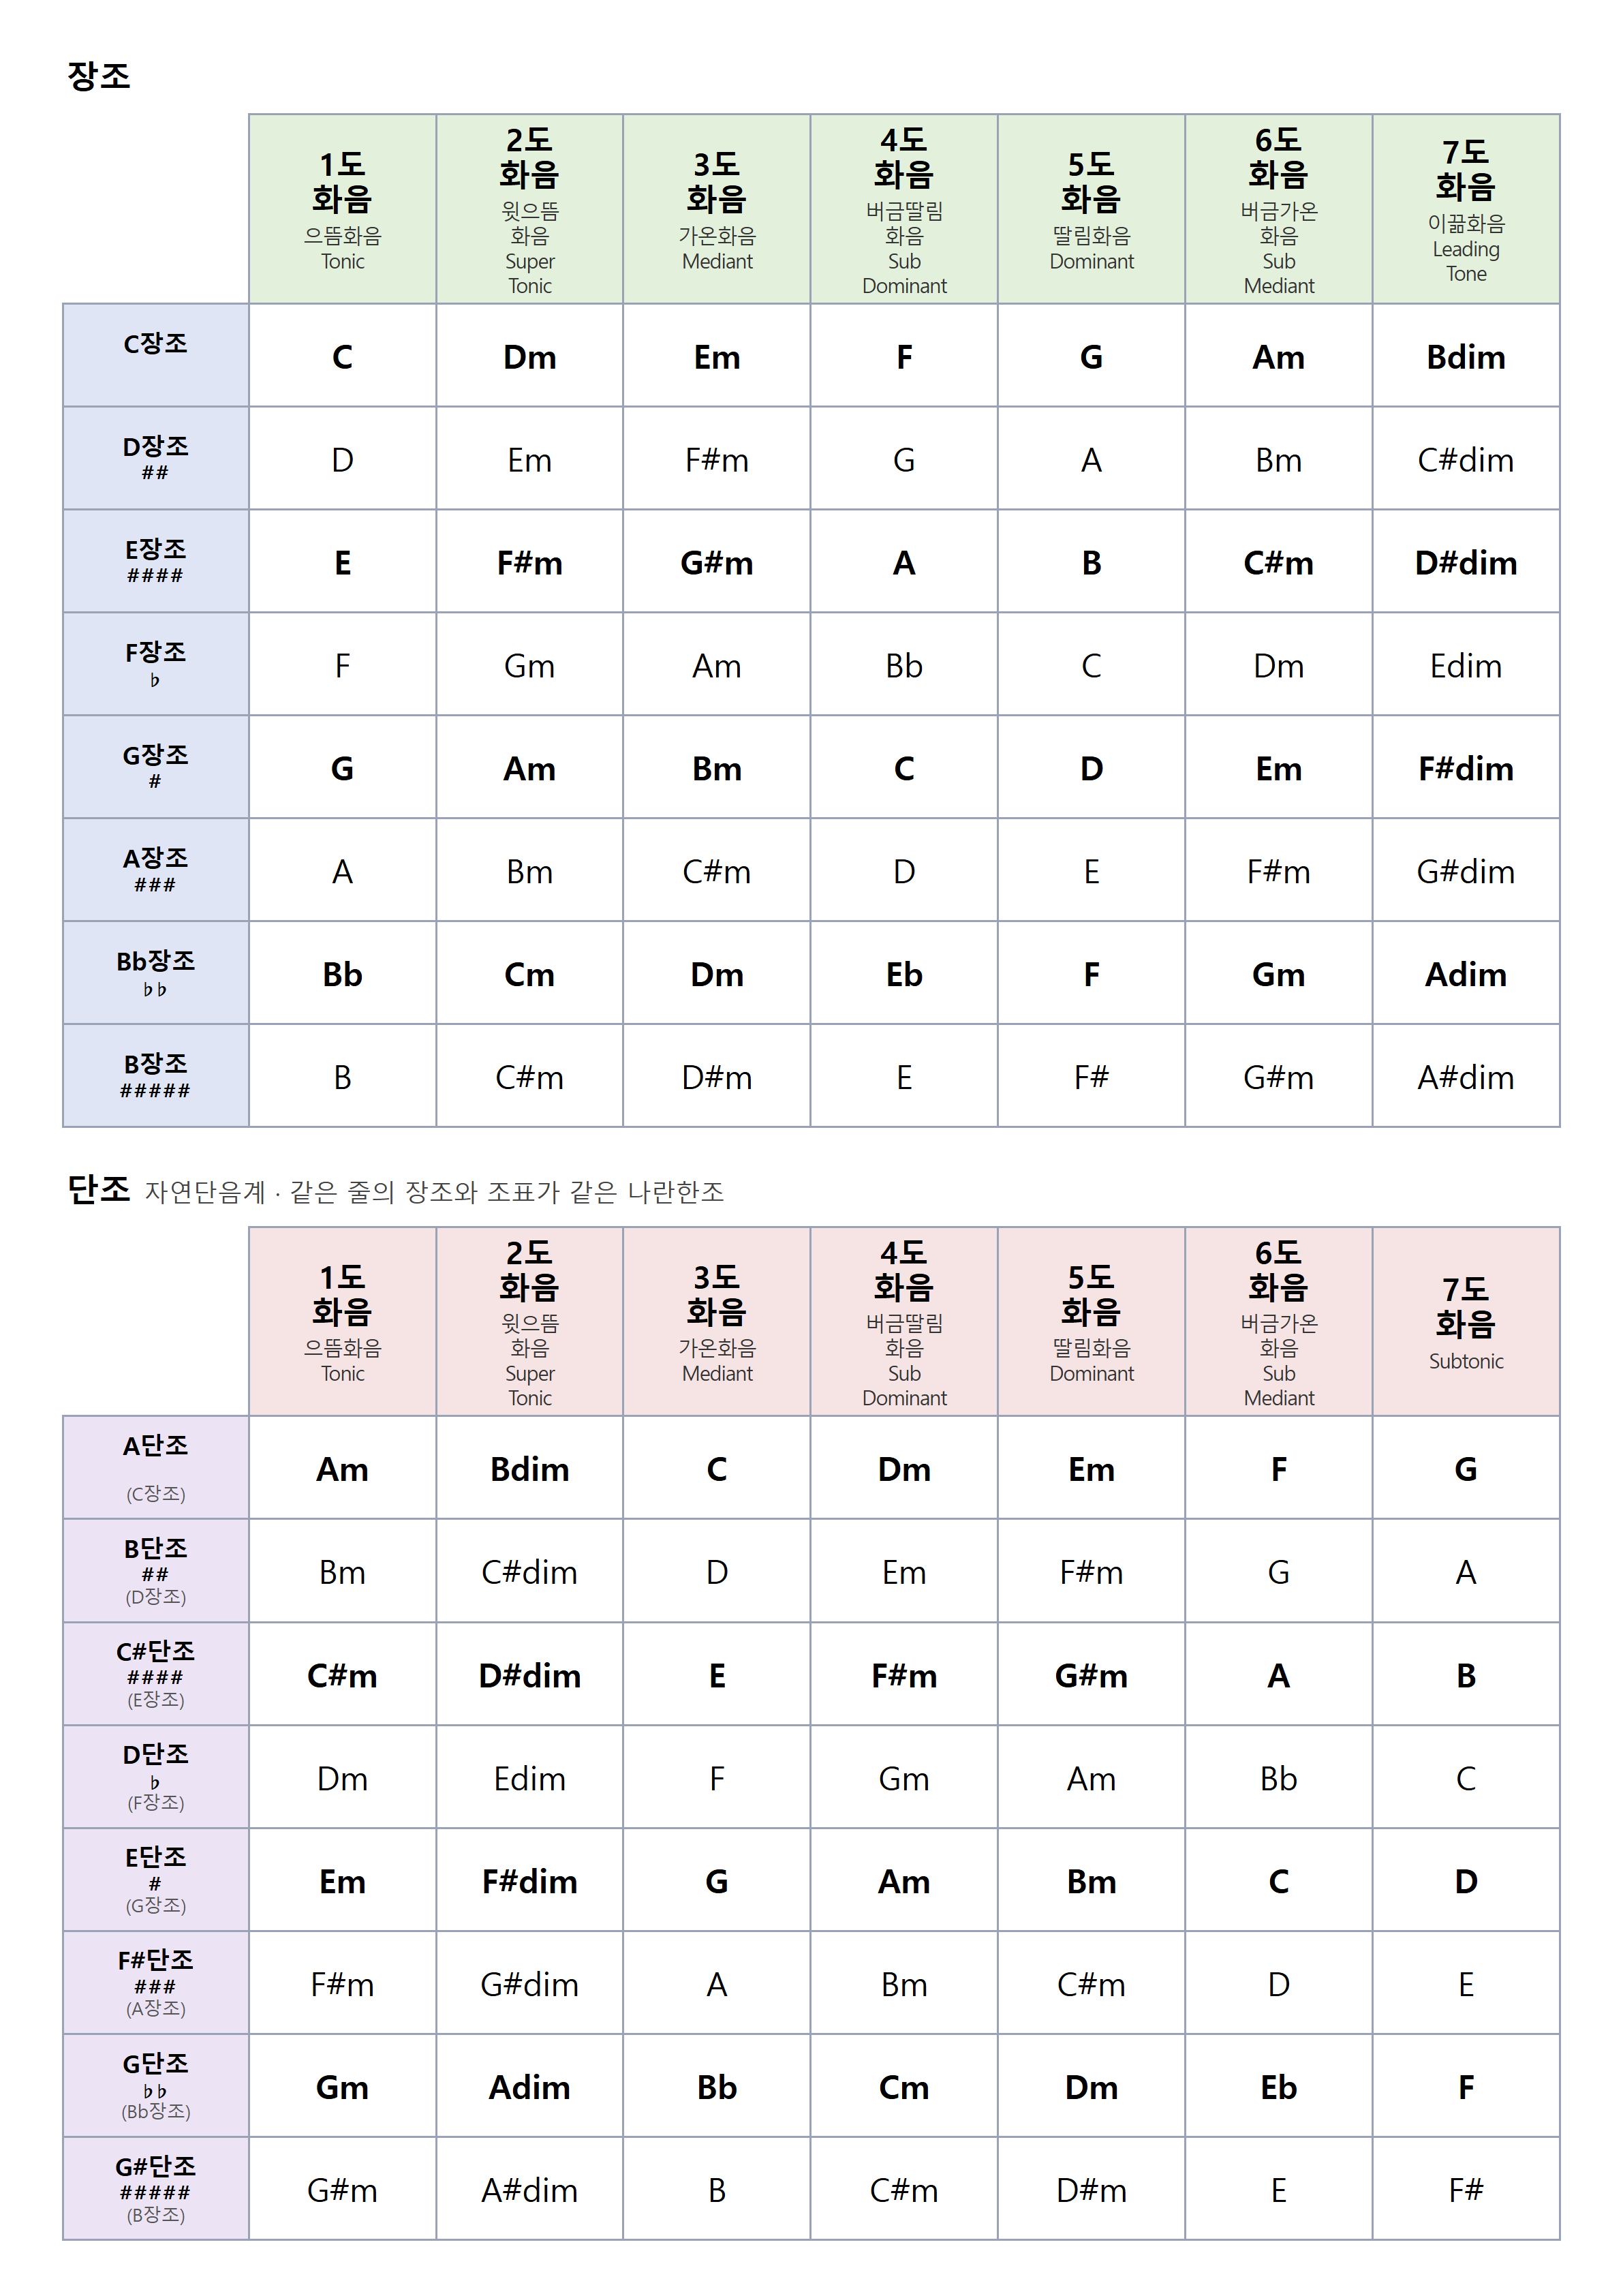 장조
1도 화음 으뜸화음 Tonic
2도 화음 윗으뜸 화음 Super Tonic
3도 화음 가온화음 Mediant
4도 화음 버금딸림 화음 Sub Dominant
5도 화음 딸림화음 Dominant
6도 화음 버금가온 화음 Sub Mediant
7도 화음 이끎화음 Leading Tone
C장조 C Dm Em F G Am Bdim
D장조 ## D Em F#m G A Bm C#dim
E장조 #### E F#m G#m A B C#m D#dim
F장조 ♭ F Gm Am Bb C Dm Edim
G장조 # G Am Bm C D Em F#dim
A장조 ### A Bm C#m D E F#m G#dim
Bb장조 ♭♭ Bb Cm Dm Eb F Gm Adim
B장조 ##### B C#m D#m E F# G#m A#dim
단조 자연단음계 · 같은 줄의 장조와 조표가 같은 나란한조
1도 화음 으뜸화음 Tonic
2도 화음 윗으뜸 화음 Super Tonic
3도 화음 가온화음 Mediant
4도 화음 버금딸림 화음 Sub Dominant
5도 화음 딸림화음 Dominant
6도 화음 버금가온 화음 Sub Mediant
7도 화음 Subtonic
A단조 (C장조) Am Bdim C Dm Em F G
B단조 ## (D장조) Bm C#dim D Em F#m G A
C#단조 #### (E장조) C#m D#dim E F#m G#m A B
D단조 ♭ (F장조) Dm Edim F Gm Am Bb C
E단조 # (G장조) Em F#dim G Am Bm C D
F#단조 ### (A장조) F#m G#dim A Bm C#m D E
G단조 ♭♭ (Bb장조) Gm Adim Bb Cm Dm Eb F
G#단조 ##### (B장조) G#m A#dim B C#m D#m E F#